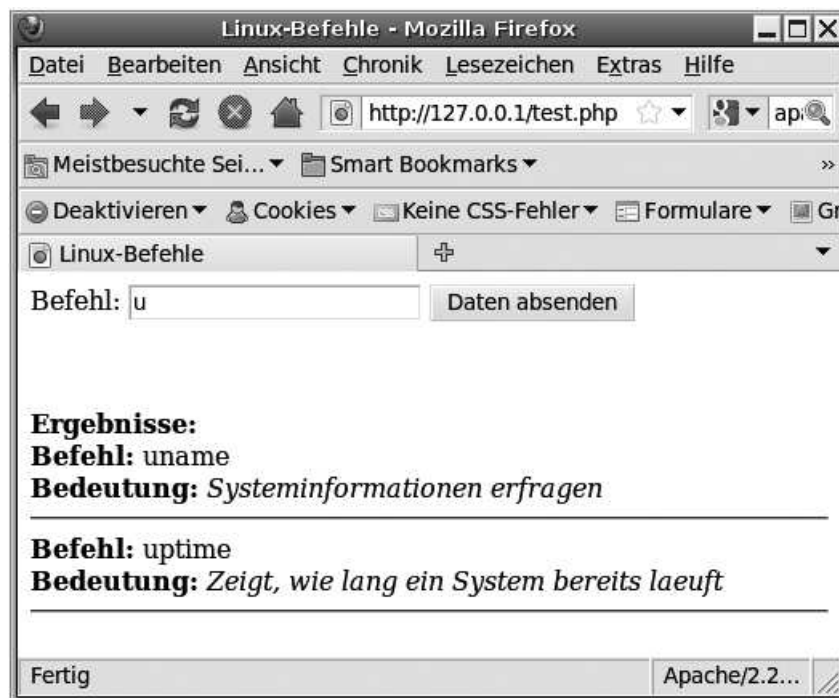 Linux-Befehle - Mozilla Firefox
Datei Bearbeiten Ansicht Chronik Lesezeichen Extras Hilfe
http://127.0.0.1/test.php ap
Meistbesuchte Sei... Smart Bookmarks »
Deaktivieren Cookies Keine CSS-Fehler Formulare Gr
Linux-Befehle
Befehl: u Daten absenden
Ergebnisse:
Befehl: uname
Bedeutung: Systeminformationen erfragen
Befehl: uptime
Bedeutung: Zeigt, wie lang ein System bereits laeuft
Fertig Apache/2.2...